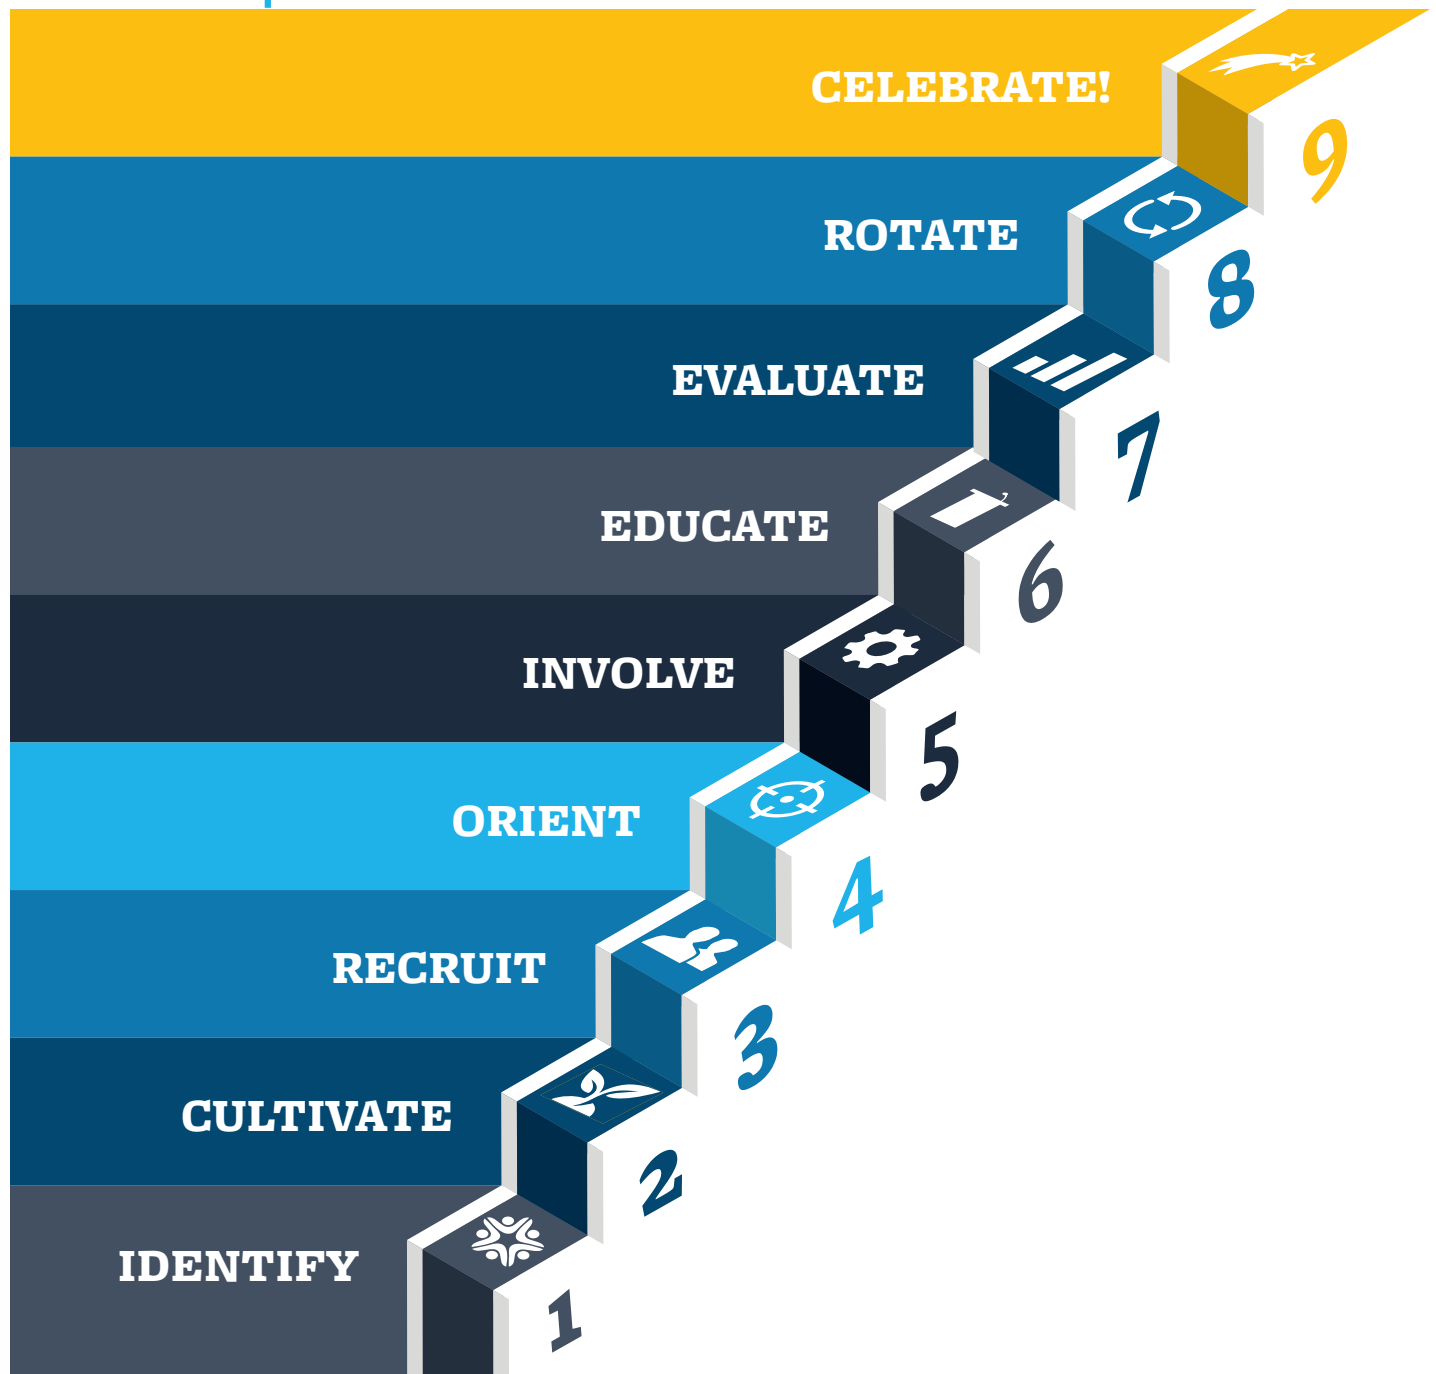 CELEBRATE!
9
ROTATE
8
EVALUATE
7
EDUCATE
6
INVOLVE
5
ORIENT
4
RECRUIT
3
CULTIVATE
2
IDENTIFY
1